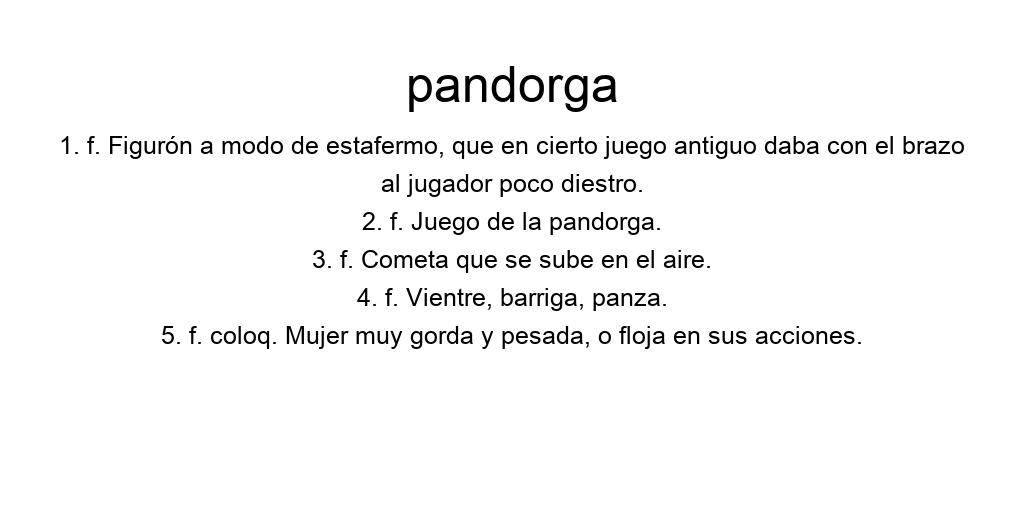 pandorga
1. f. Figurón a modo de estafermo, que en cierto juego antiguo daba con el brazo
al jugador poco diestro.
2. f. Juego de la pandorga.
3. f. Cometa que se sube en el aire.
4. f. Vientre, barriga, panza.
5. f. coloq. Mujer muy gorda y pesada, o floja en sus acciones.